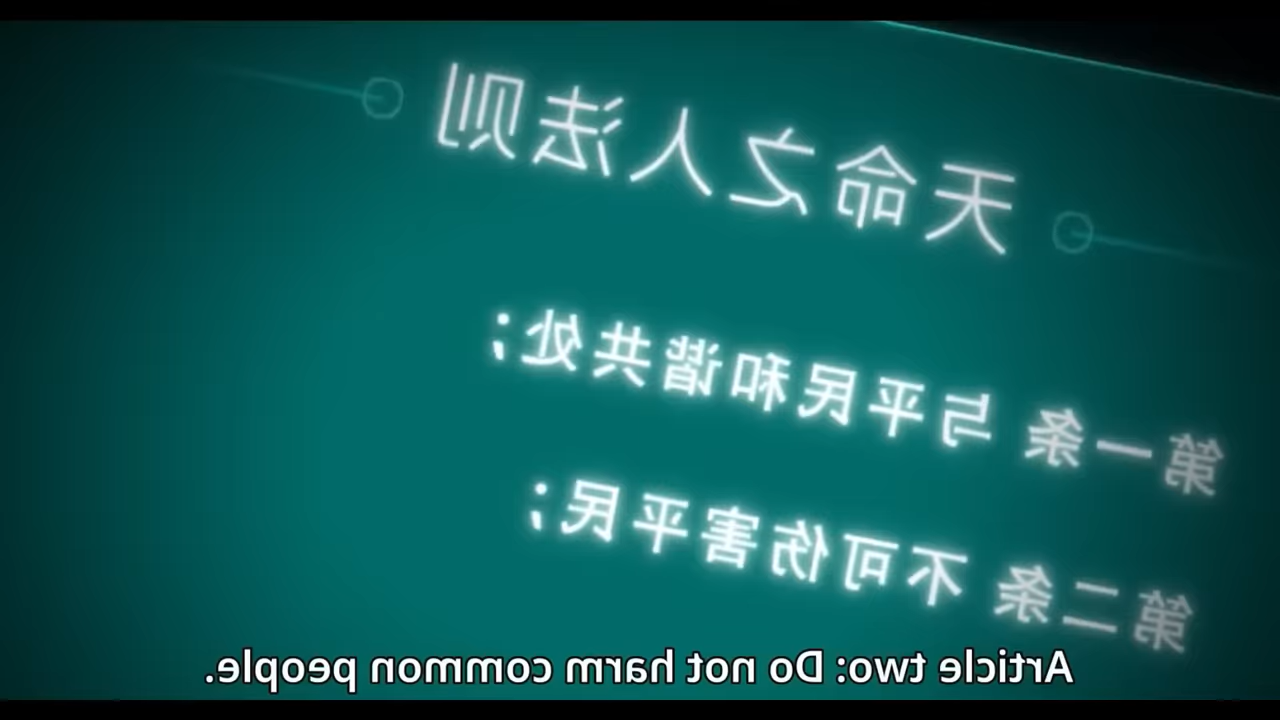 天命之人法则
第一条 与平民和谐共处；
第二条 不可伤害平民；
Article two: Do not harm common people.